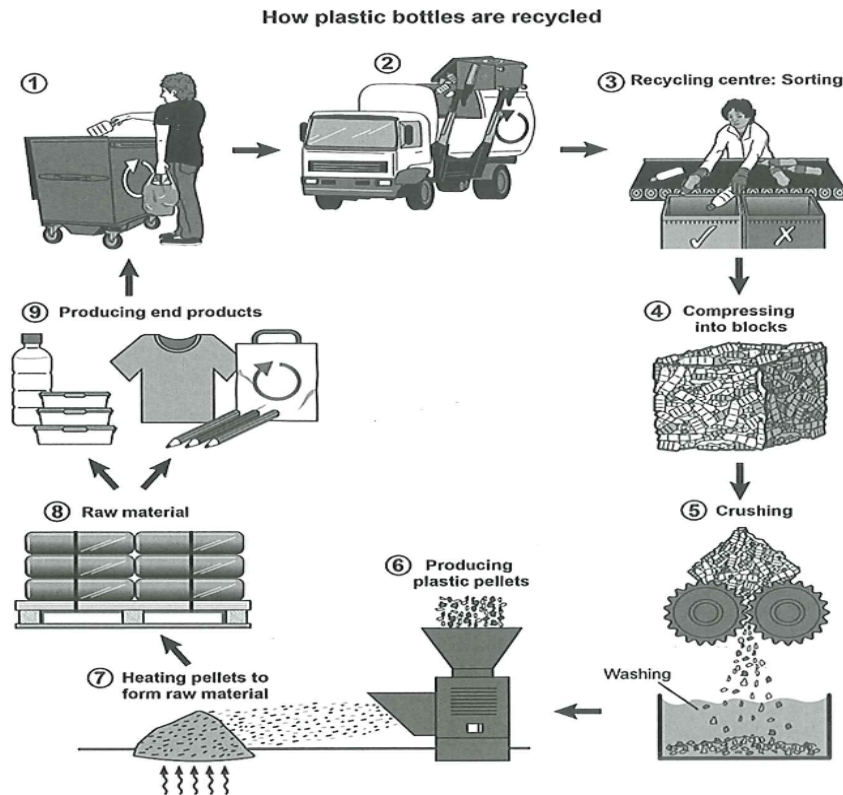 How plastic bottles are recycled
①
②
③ Recycling centre: Sorting
④ Compressing
into blocks
⑤ Crushing
Washing
⑥ Producing
plastic pellets
⑦ Heating pellets to
form raw material
⑧ Raw material
⑨ Producing end products